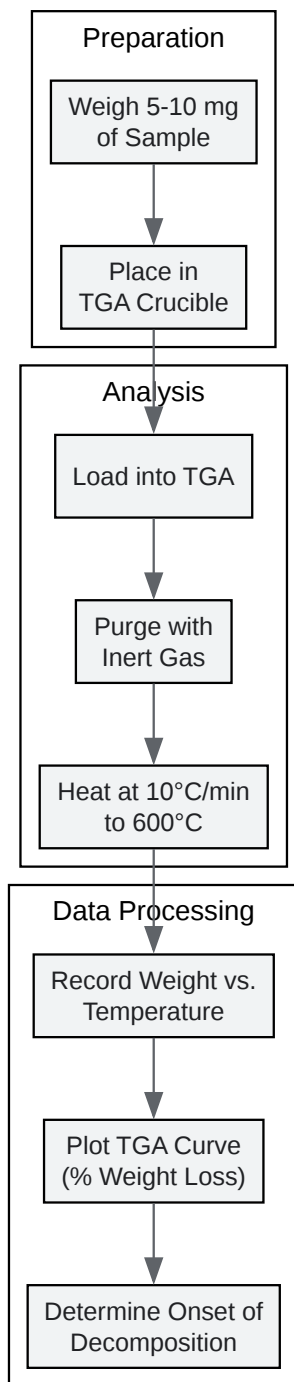 Preparation
Weigh 5-10 mg
of Sample
Place in
TGA Crucible
Analysis
Load into TGA
Purge with
Inert Gas
Heat at 10°C/min
to 600°C
Data Processing
Record Weight vs.
Temperature
Plot TGA Curve
(% Weight Loss)
Determine Onset of
Decomposition